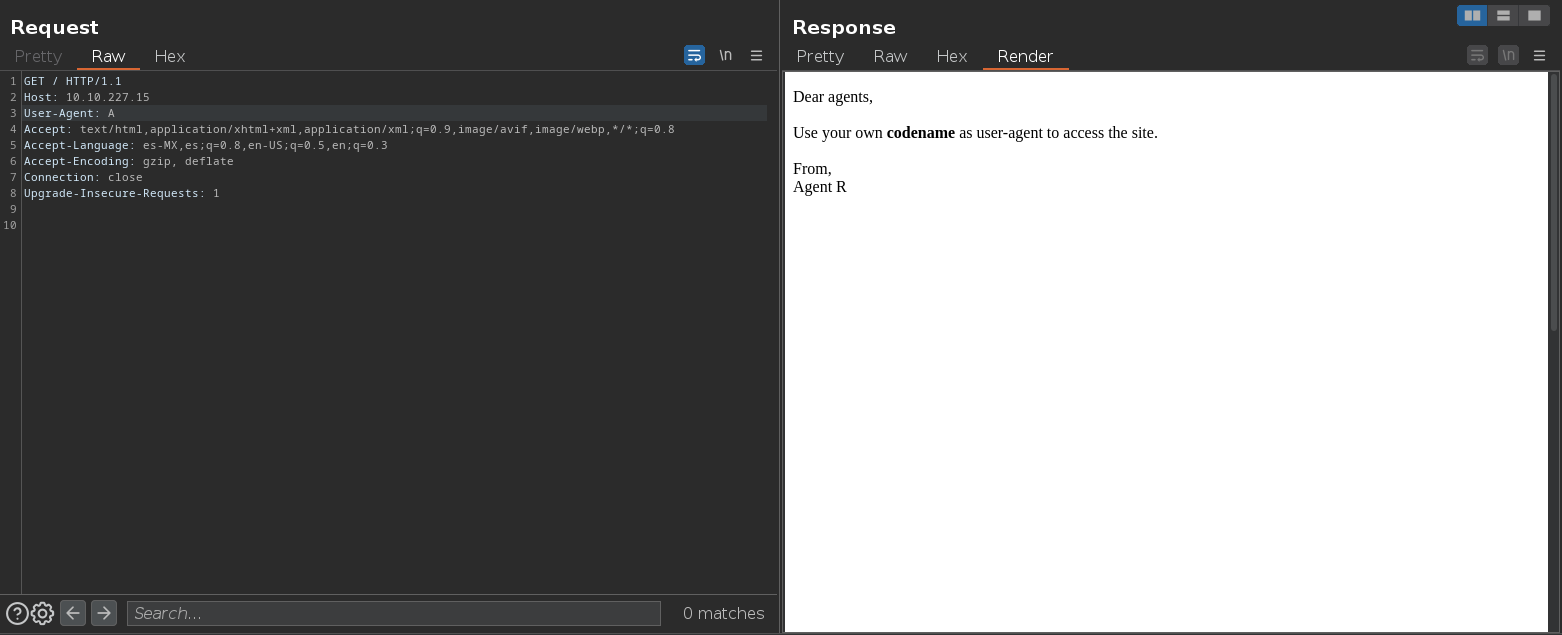 Request
Pretty Raw Hex \n
1 GET / HTTP/1.1
2 Host: 10.10.227.15
3 User-Agent: A
4 Accept: text/html,application/xhtml+xml,application/xml;q=0.9,image/avif,image/webp,*/*;q=0.8
5 Accept-Language: es-MX,es;q=0.8,en-US;q=0.5,en;q=0.3
6 Accept-Encoding: gzip, deflate
7 Connection: close
8 Upgrade-Insecure-Requests: 1
9
10
? Search... 0 matches
Response
Pretty Raw Hex Render \n
Dear agents,
Use your own codename as user-agent to access the site.
From,
Agent R